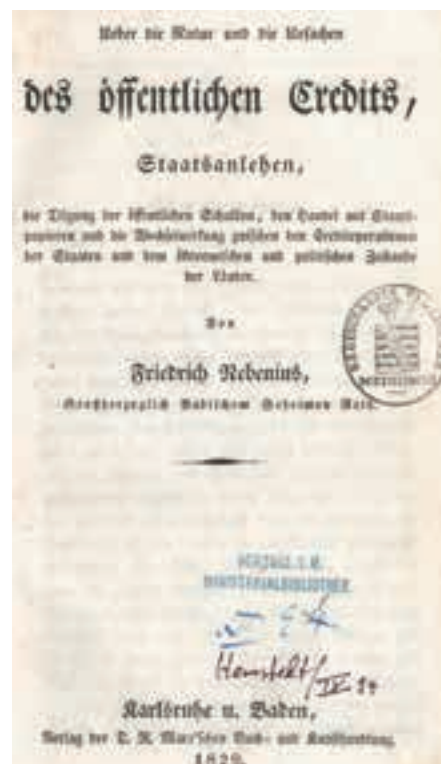 Ueber die Natur und die Ursachen
des öffentlichen Credits,
Staatsanlehen,
die Tilgung der öffentlichen Schulden, den Handel mit Staats-
papieren und die Wechselwirkung zwischen den Creditoperationen
der Staaten und dem ökonomischen und politischen Zustande
der Länder.
Von
Friedrich Nebenius,
Großherzoglich Badischem Geheimen Rath.
MINISTERIALBIBLIOTHEK
Karlsruhe u. Baden,
Verlag der D. R. Marx'schen Buch- und Kunsthandlung.
1829.